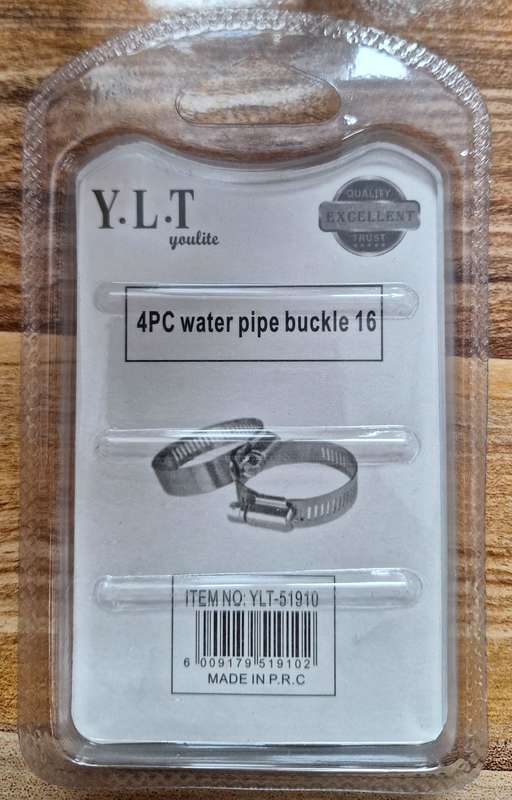 Y.L.T
youlite
QUALITY
EXCELLENT
TRUST
4PC water pipe buckle 16
ITEM NO: YLT-51910
6 009179 519102
MADE IN P.R.C